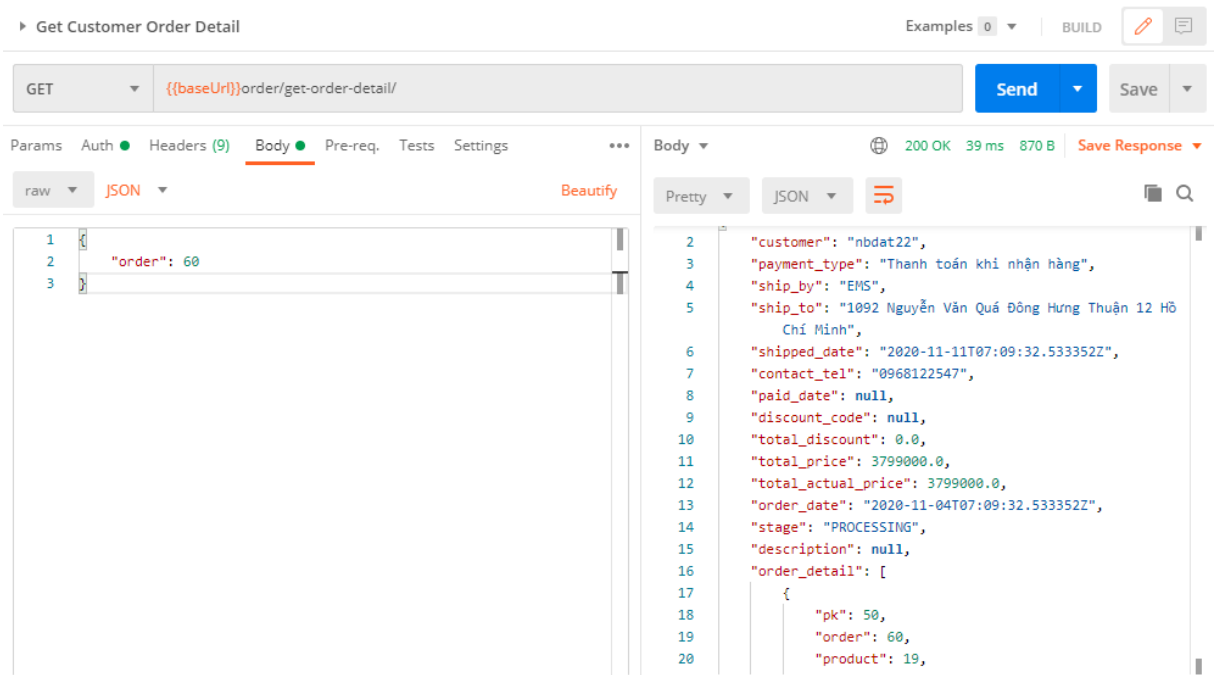 Get Customer Order Detail
Examples 0
BUILD
GET
{{baseUrl}}order/get-order-detail/
Send
Save
Params Auth Headers (9) Body Pre-req. Tests Settings
raw JSON Beautify
1 {
2 "order": 60
3 }
Body 200 OK 39 ms 870 B Save Response
Pretty JSON
2 "customer": "nbdat22",
3 "payment_type": "Thanh toán khi nhận hàng",
4 "ship_by": "EMS",
5 "ship_to": "1092 Nguyễn Văn Quá Đông Hưng Thuận 12 Hồ
Chí Minh",
6 "shipped_date": "2020-11-11T07:09:32.533352Z",
7 "contact_tel": "0968122547",
8 "paid_date": null,
9 "discount_code": null,
10 "total_discount": 0.0,
11 "total_price": 3799000.0,
12 "total_actual_price": 3799000.0,
13 "order_date": "2020-11-04T07:09:32.533352Z",
14 "stage": "PROCESSING",
15 "description": null,
16 "order_detail": [
17 {
18 "pk": 50,
19 "order": 60,
20 "product": 19,